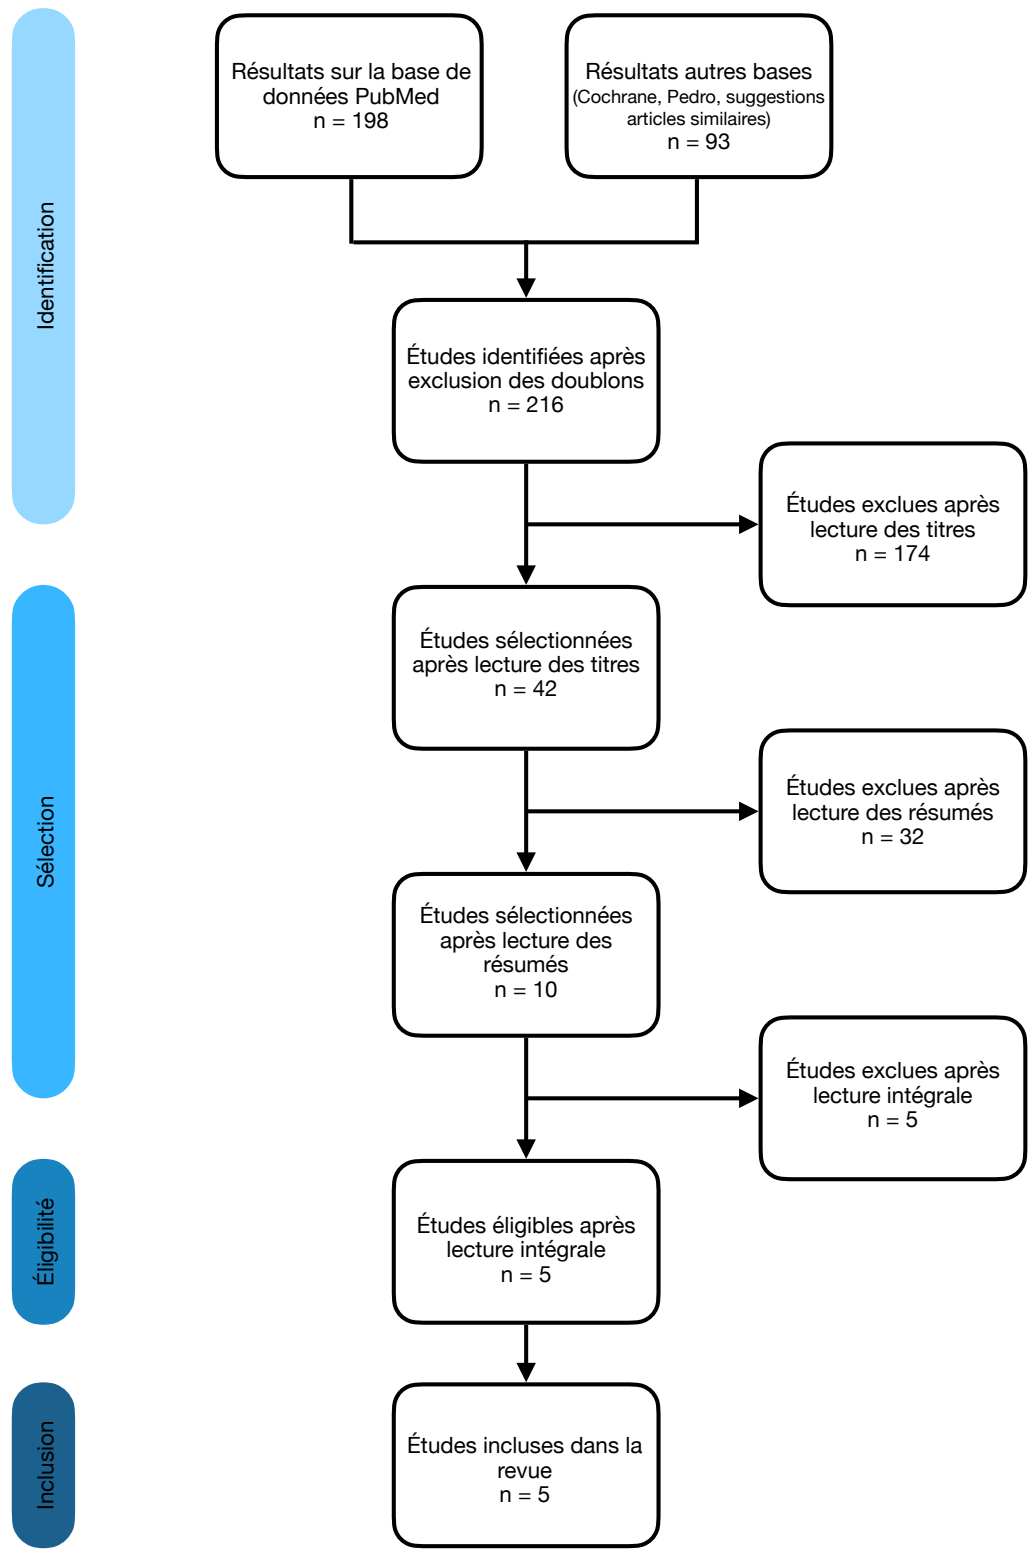 Identification
Résultats sur la base de
données PubMed
n = 198
Résultats autres bases
(Cochrane, Pedro, suggestions
articles similaires)
n = 93
Études identifiées après
exclusion des doublons
n = 216
Études exclues après
lecture des titres
n = 174
Sélection
Études sélectionnées
après lecture des titres
n = 42
Études exclues après
lecture des résumés
n = 32
Études sélectionnées
après lecture des
résumés
n = 10
Études exclues après
lecture intégrale
n = 5
Éligibilité
Études éligibles après
lecture intégrale
n = 5
Inclusion
Études incluses dans la
revue
n = 5